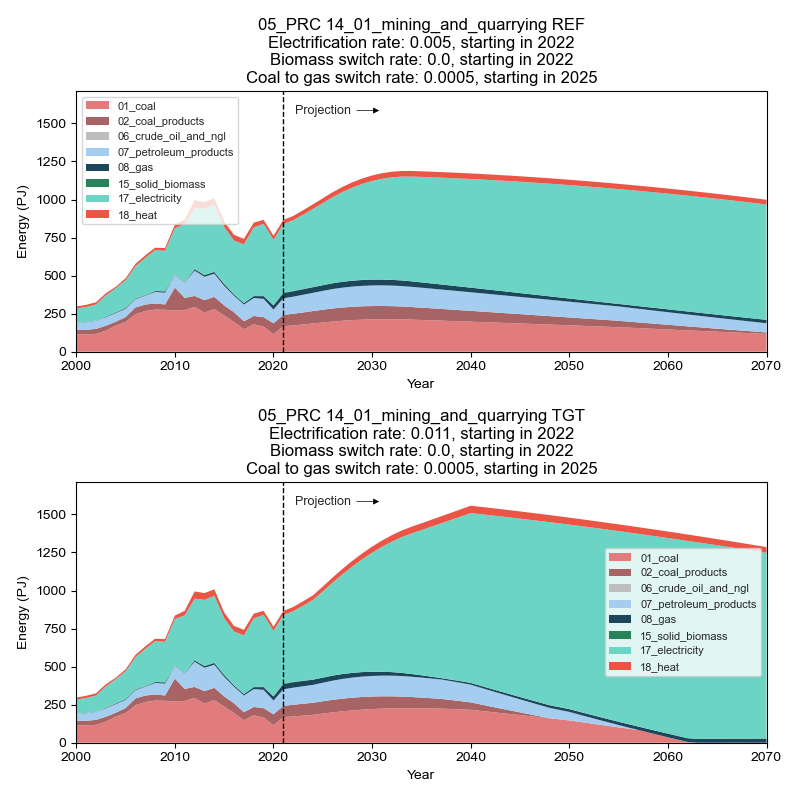 05_PRC 14_01_mining_and_quarrying REF
Electrification rate: 0.005, starting in 2022
Biomass switch rate: 0.0, starting in 2022
Coal to gas switch rate: 0.0005, starting in 2025
Projection
01_coal
02_coal_products
06_crude_oil_and_ngl
07_petroleum_products
08_gas
15_solid_biomass
17_electricity
18_heat
1500
1250
1000
750
500
250
0
Energy (PJ)
2000 2010 2020 2030 2040 2050 2060 2070
Year
05_PRC 14_01_mining_and_quarrying TGT
Electrification rate: 0.011, starting in 2022
Biomass switch rate: 0.0, starting in 2022
Coal to gas switch rate: 0.0005, starting in 2025
Projection
1500
1250
1000
750
500
250
0
Energy (PJ)
01_coal
02_coal_products
06_crude_oil_and_ngl
07_petroleum_products
08_gas
15_solid_biomass
17_electricity
18_heat
2000 2010 2020 2030 2040 2050 2060 2070
Year